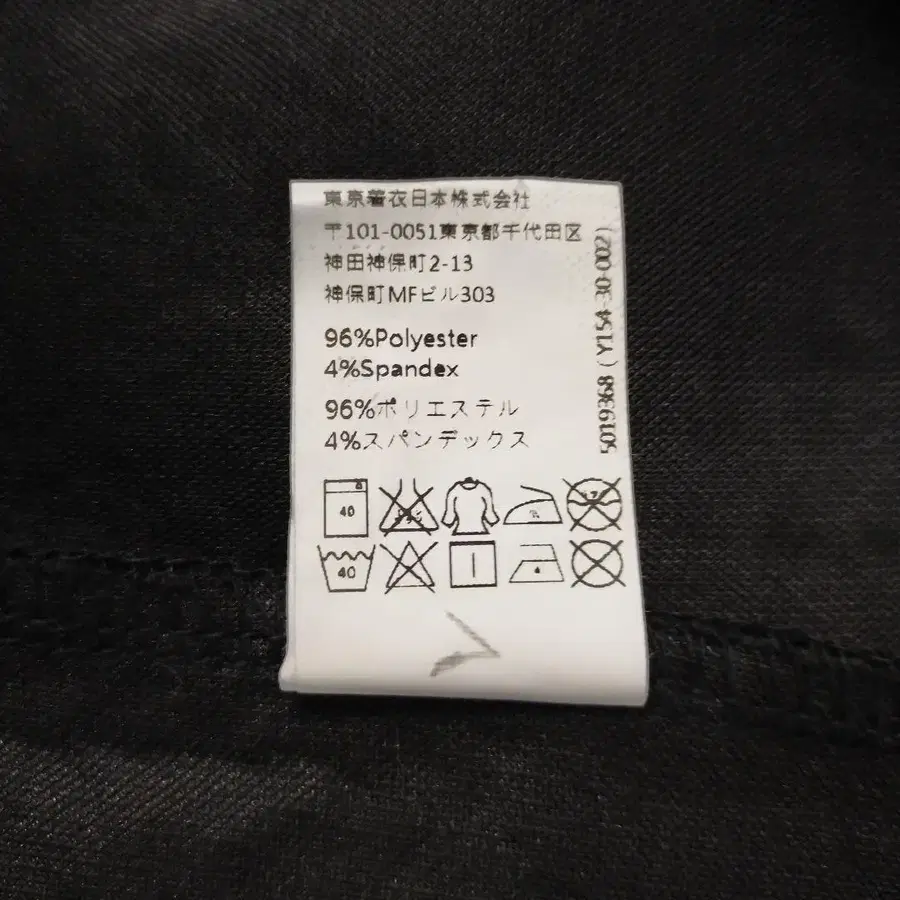 東京着衣日本株式会社
〒101-0051東京都千代田区
神田神保町2-13
神保町MFビル303
96%Polyester
4%Spandex
96%ポリエステル
4%スパンデックス
5019368 ( Y154-30-002)
40
40